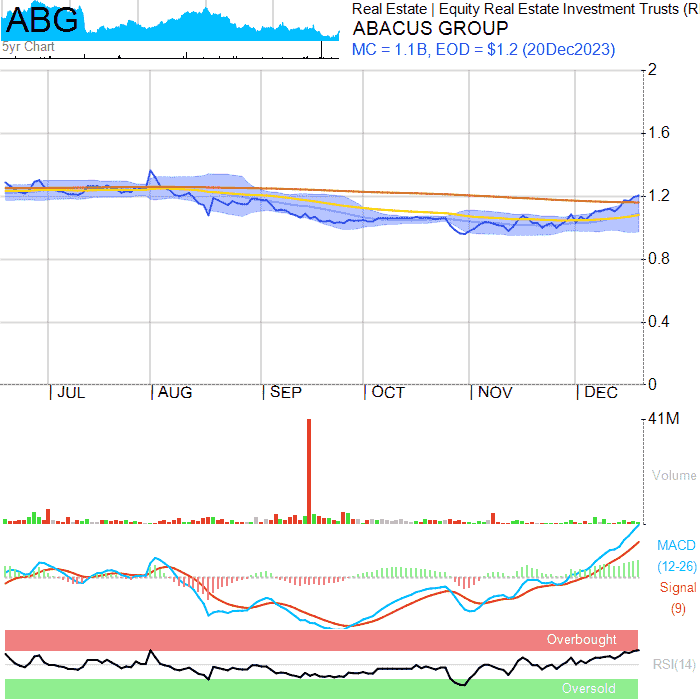 ABG
5yr Chart
Real Estate | Equity Real Estate Investment Trusts (R
ABACUS GROUP
MC = 1.1B, EOD = $1.2 (20Dec2023)
2
1.6
1.2
0.8
0.4
0
| JUL | AUG | SEP | OCT | NOV | DEC
41M
Volume
MACD
(12-26)
Signal
(9)
Overbought
RSI(14)
Oversold